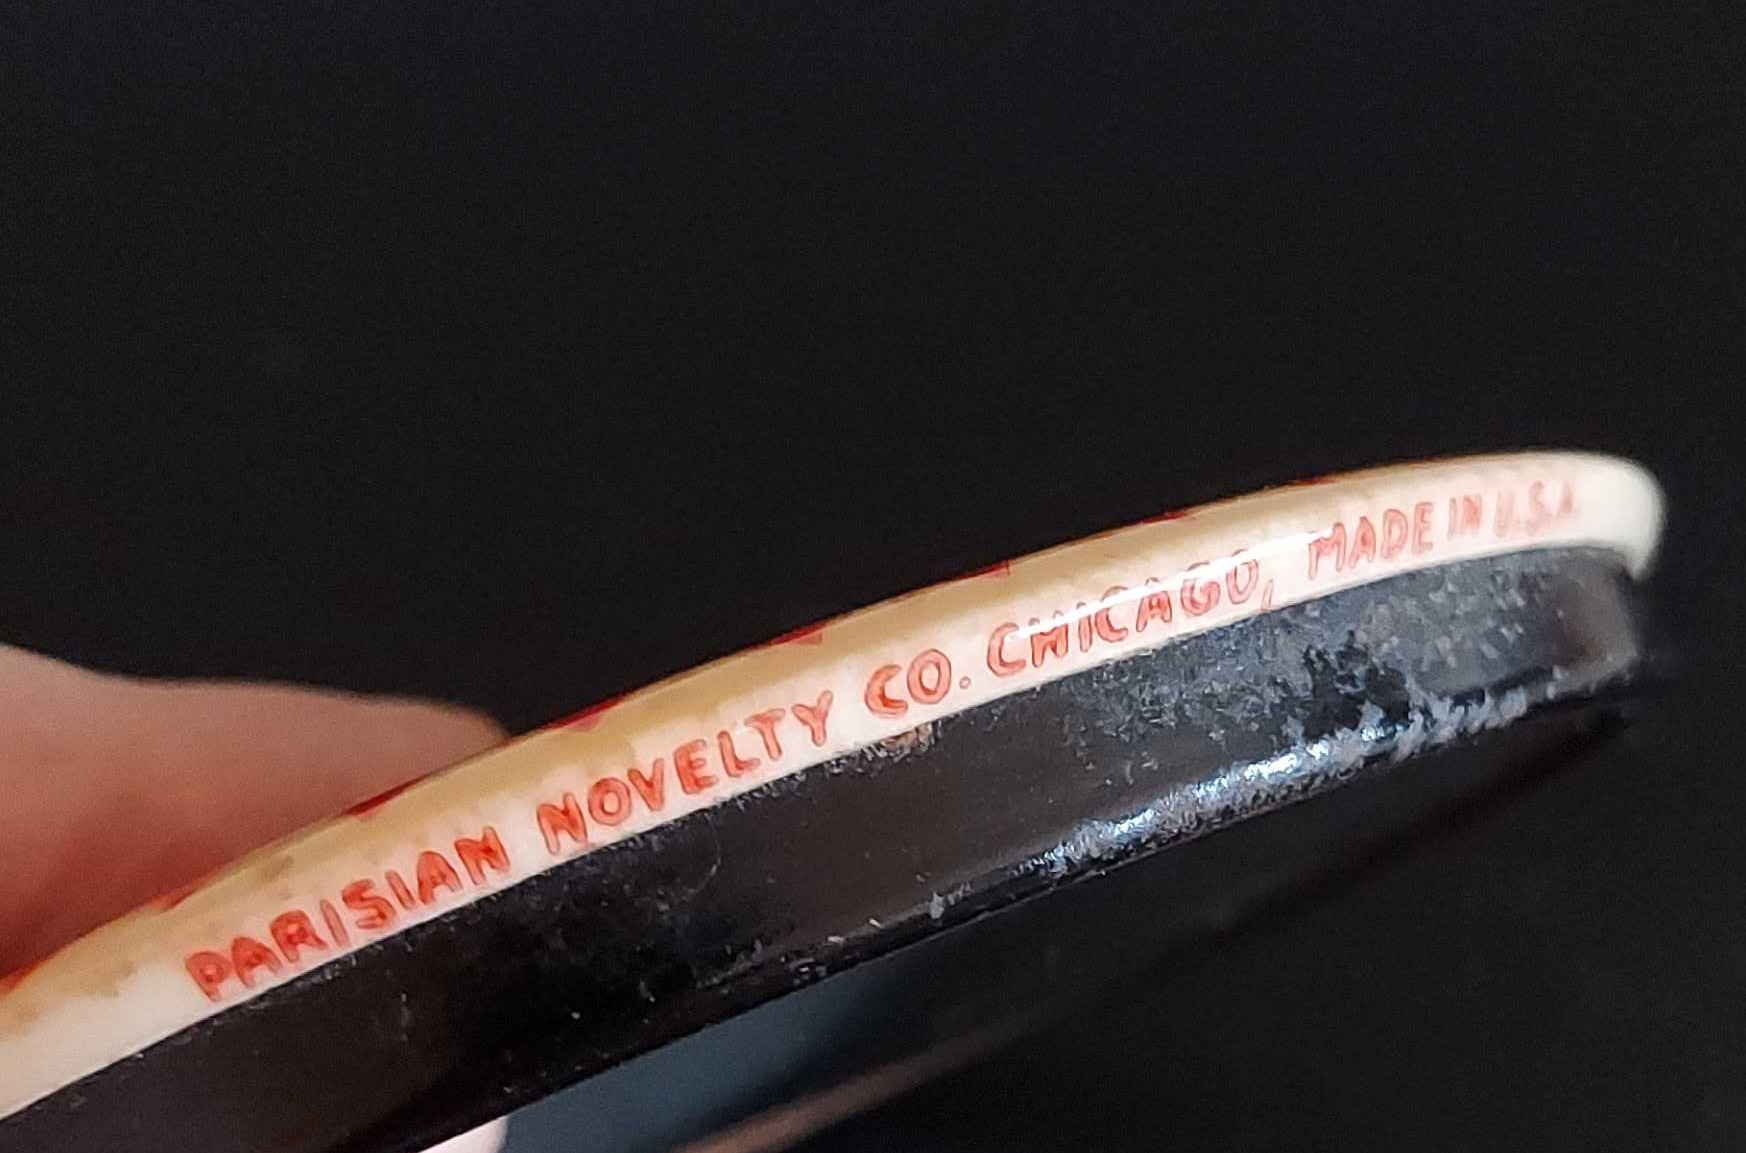 PARISIAN NOVELTY CO. CHICAGO, MADE IN U.S.A